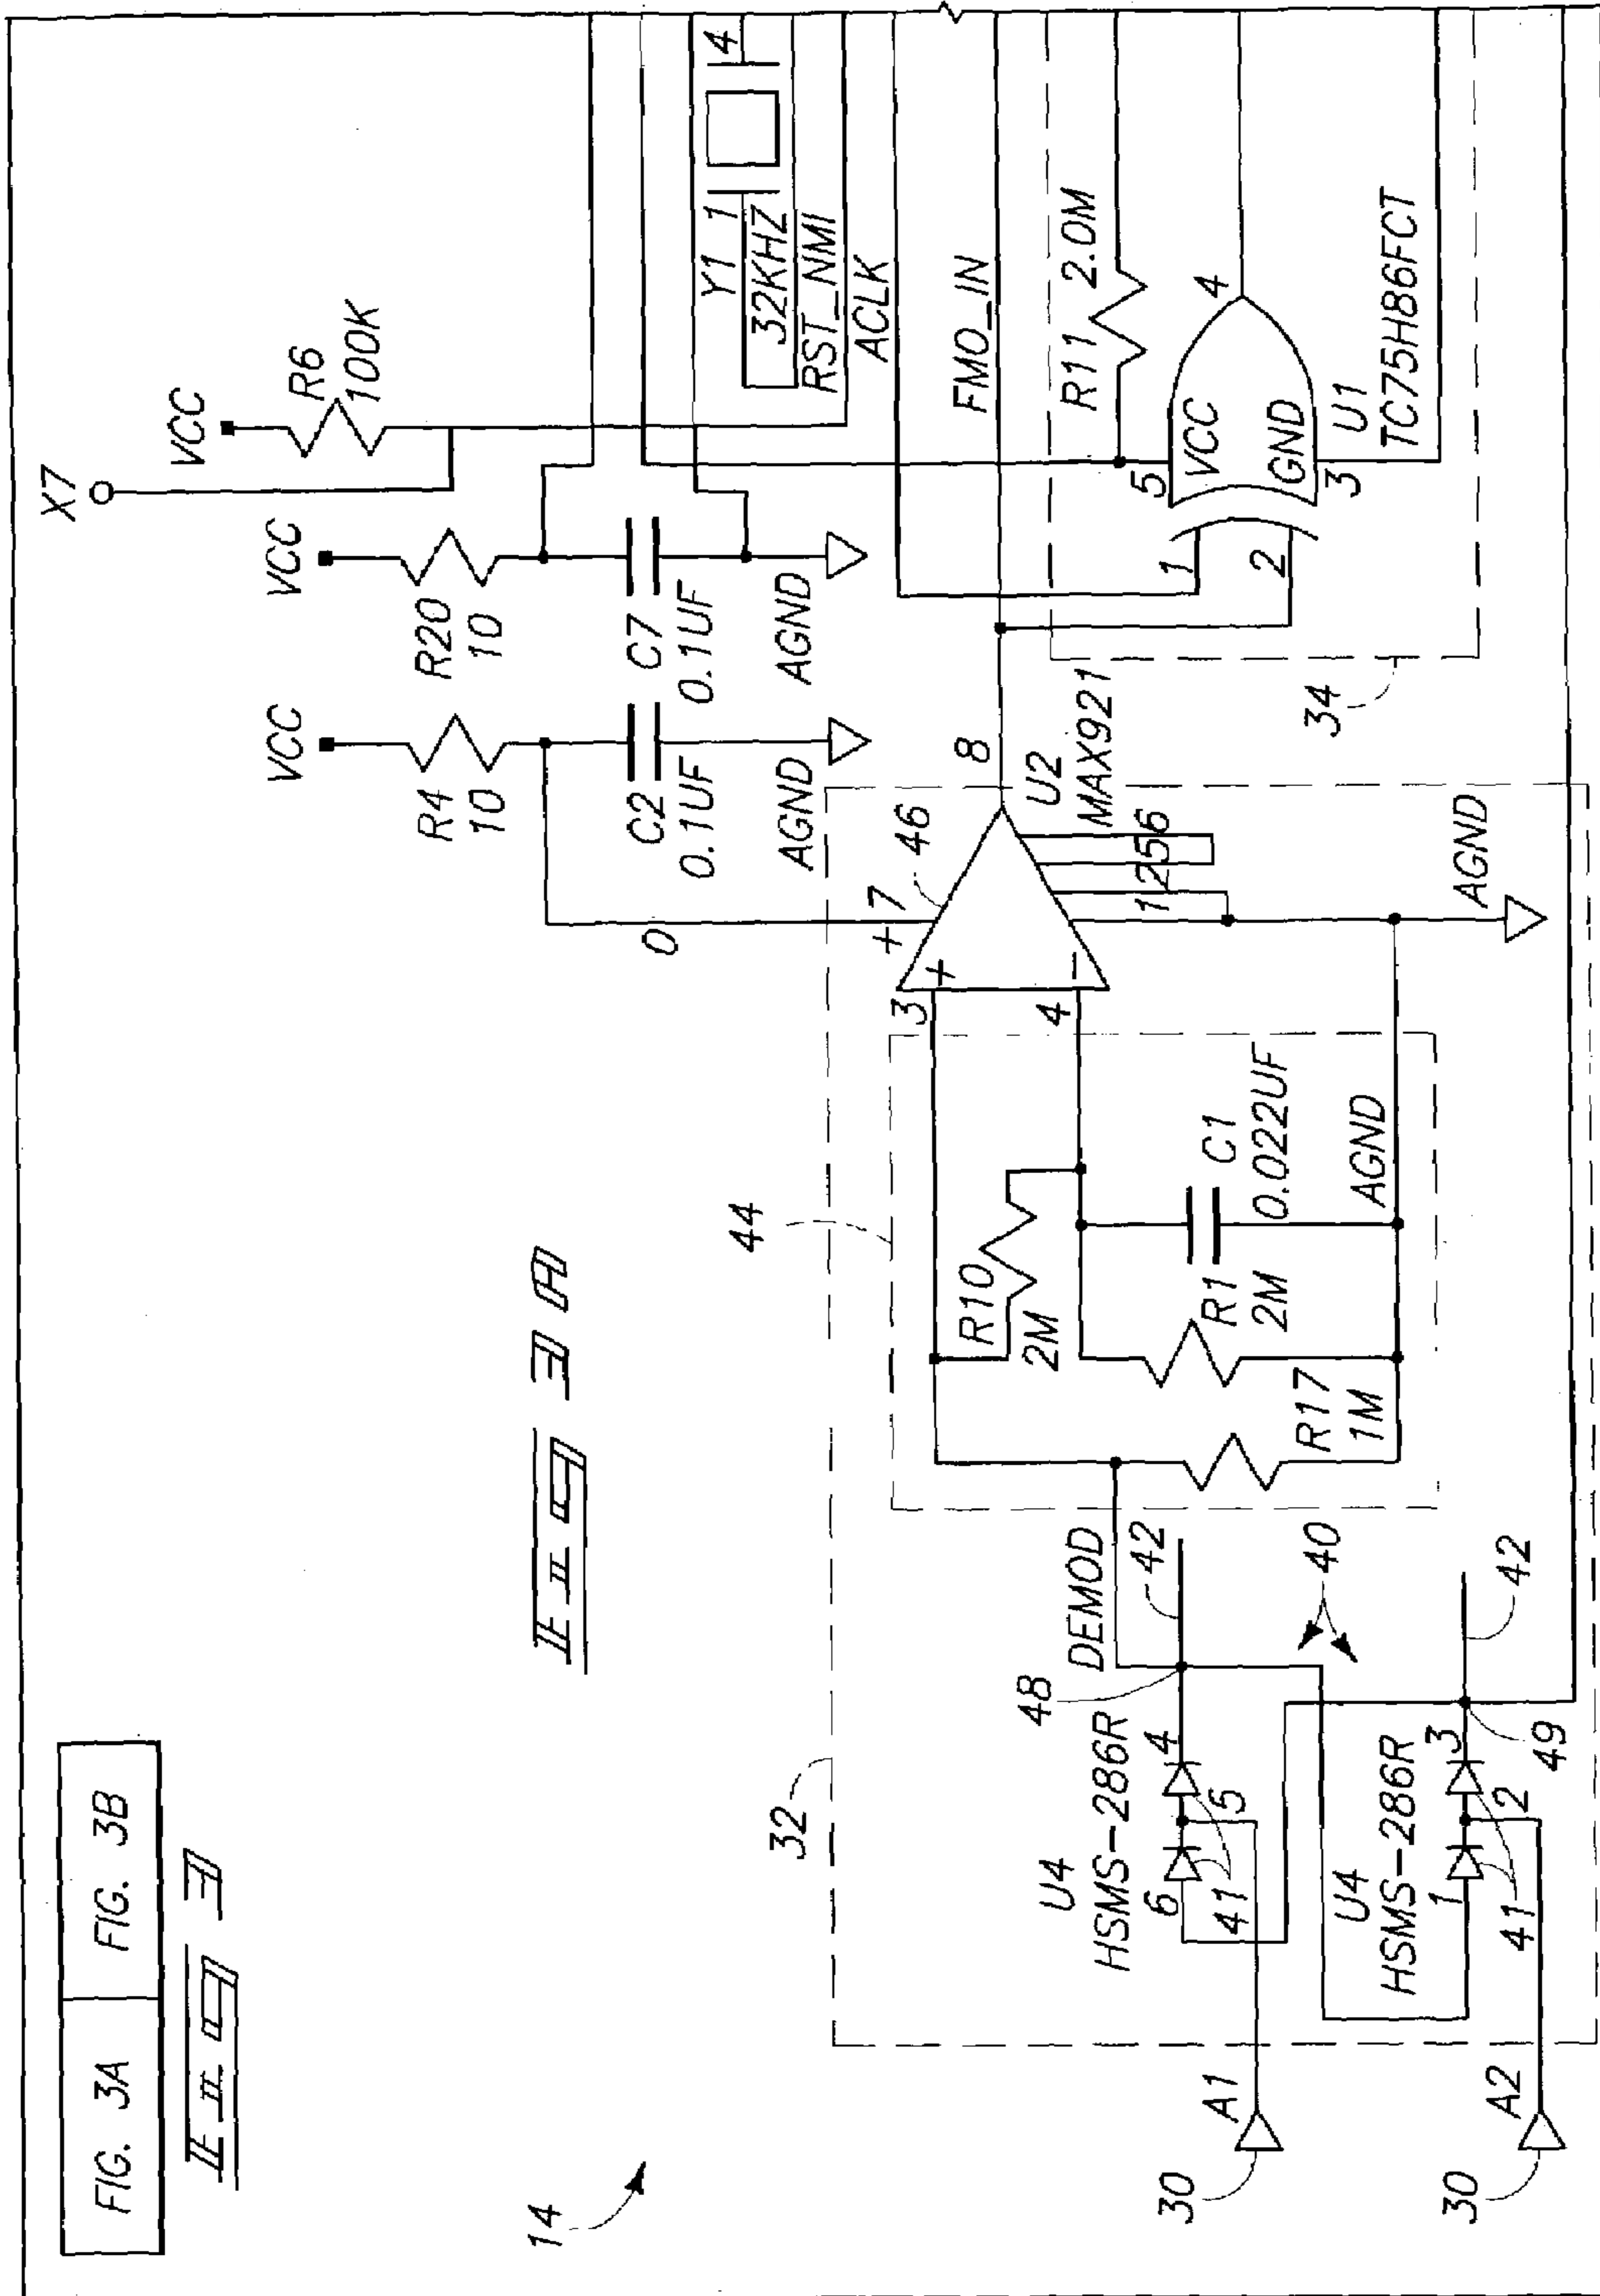 FIG. 3A
FIG. 3B
FIG 3
FIG 3A
14
X7
VCC
R6
100K
VCC
R20
10
C7
0.1UF
AGND
VCC
R4
10
C2
0.1UF
AGND
Y1
1
4
32KHZ
RST_NMI
ACLK
FMO_IN
R11
2.0M
5
VCC
GND
4
3
1
2
U1
TC75H86FCT
34
32
44
0
+
7
46
3
+
4
−
8
U2
MAX921
1
2
5
6
AGND
R10
2M
R1
2M
C1
0.022UF
R17
1M
AGND
DEMOD
42
48
40
42
49
U4
HSMS-286R
6
5
4
41
U4
HSMS-286R
1
2
3
41
A1
30
A2
30